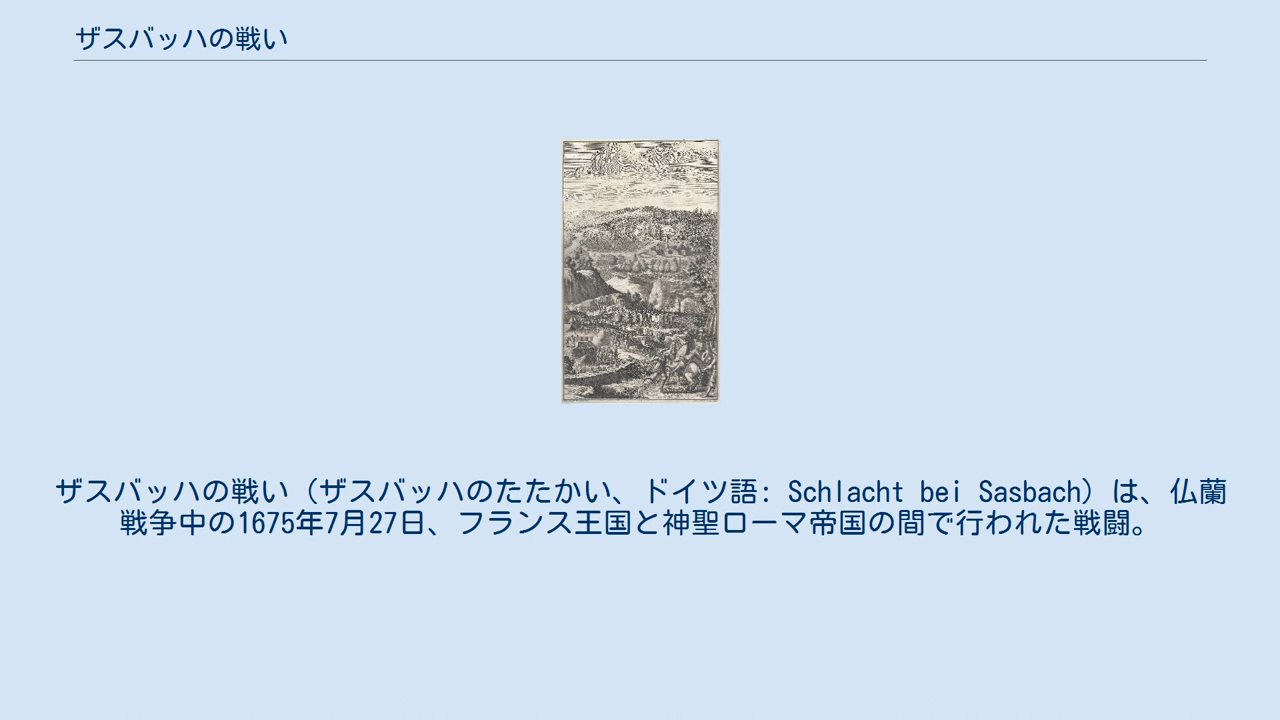 ザスバッハの戦い
ザスバッハの戦い（ザスバッハのたたかい、ドイツ語: Schlacht bei Sasbach）は、仏蘭
戦争中の1675年7月27日、フランス王国と神聖ローマ帝国の間で行われた戦闘。